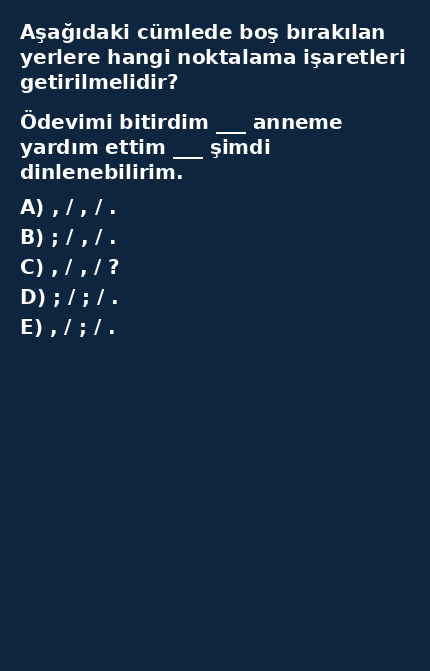 Aşağıdaki cümlede boş bırakılan
yerlere hangi noktalama işaretleri
getirilmelidir?
Ödevimi bitirdim ___ anneme
yardım ettim ___ şimdi
dinlenebilirim.
A) , / , / .
B) ; / , / .
C) , / , / ?
D) ; / ; / .
E) , / ; / .